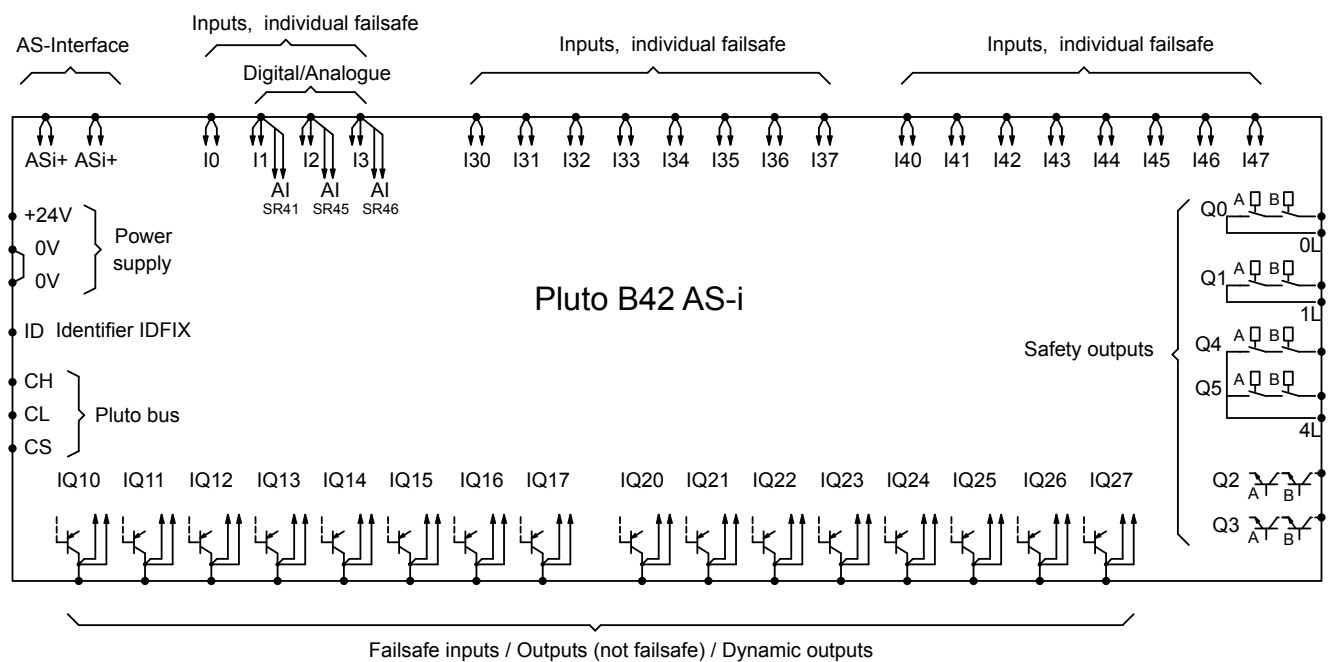 Inputs, individual failsafe
AS-Interface
Inputs, individual failsafe
Inputs, individual failsafe
Digital/Analogue
ASi+ ASi+ I0 I1 I2 I3 I30 I31 I32 I33 I34 I35 I36 I37 I40 I41 I42 I43 I44 I45 I46 I47
AI AI AI
SR41 SR45 SR46
+24V
0V
0V
Power
supply
ID Identifier IDFIX
CH
CL
CS
Pluto bus
Pluto B42 AS-i
Safety outputs
Q0 A B
0L
Q1 A B
1L
Q4 A B
Q5 A B
4L
Q2 A B
Q3 A B
IQ10 IQ11 IQ12 IQ13 IQ14 IQ15 IQ16 IQ17 IQ20 IQ21 IQ22 IQ23 IQ24 IQ25 IQ26 IQ27
Failsafe inputs / Outputs (not failsafe) / Dynamic outputs